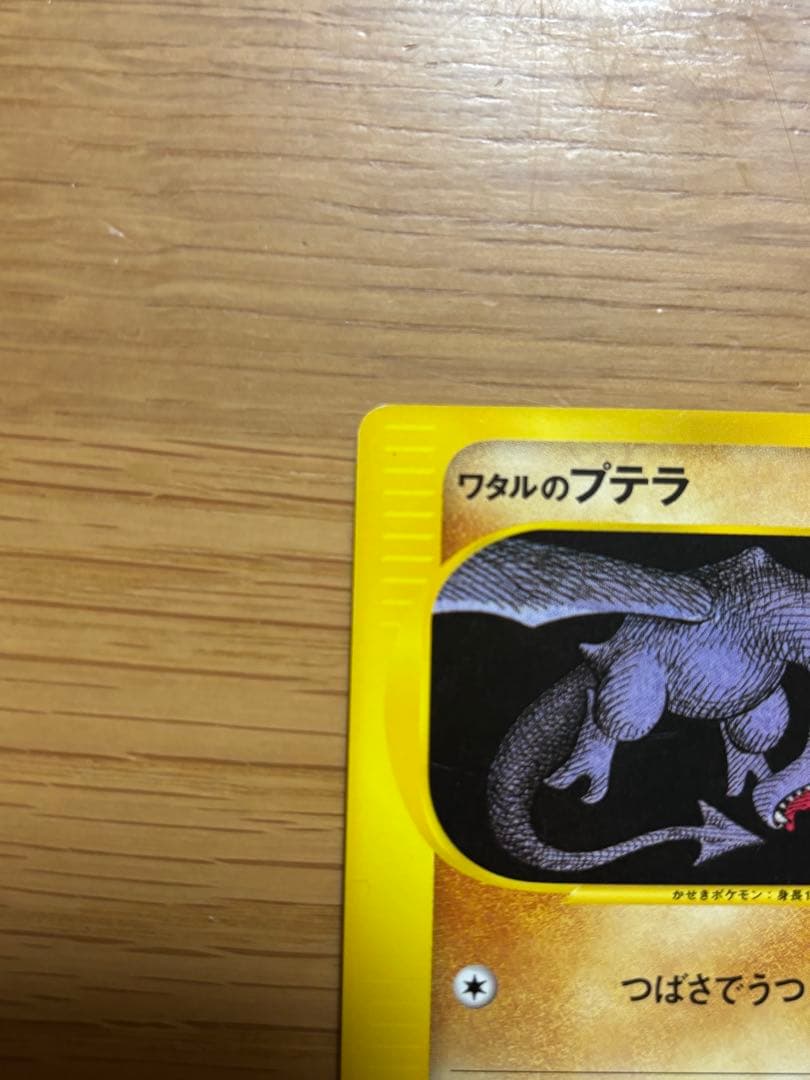 ワタルのプテラ
かせきポケモン：身長1
つばさでうつ